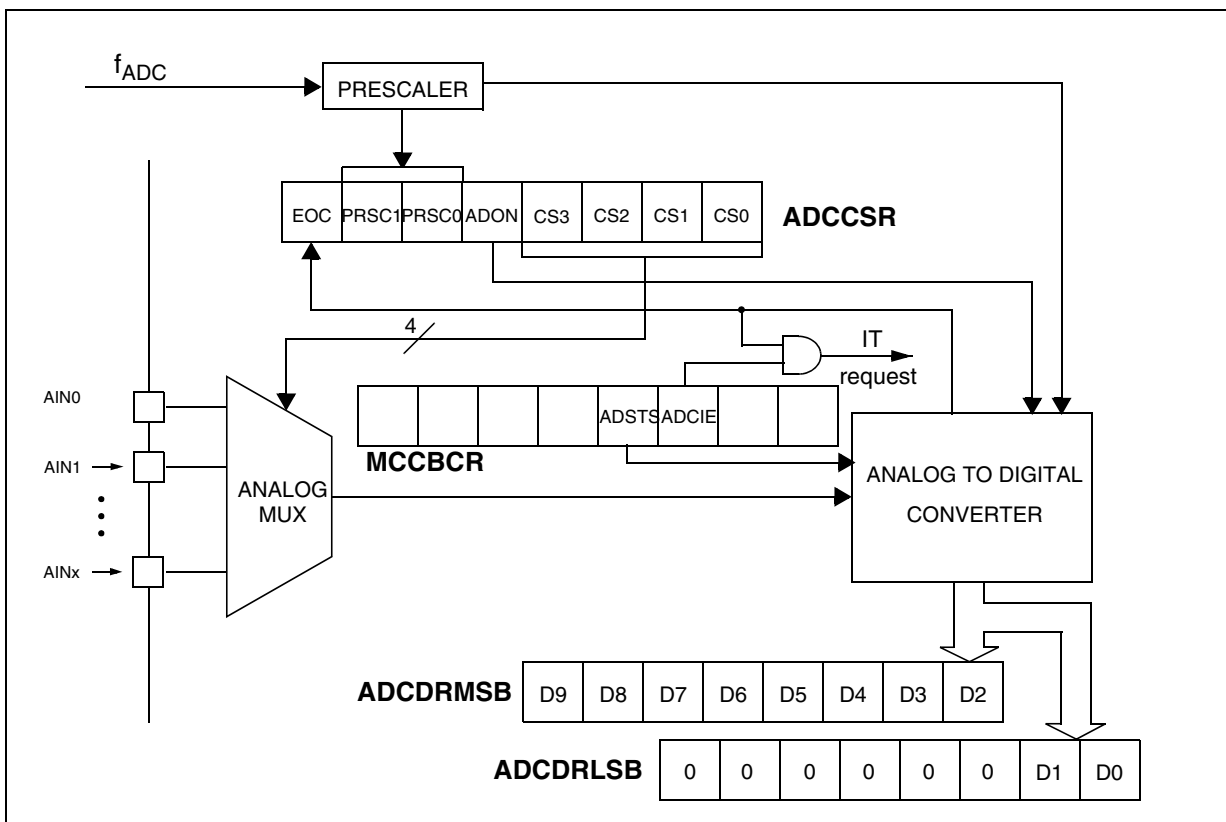 fADC
PRESCALER
EOC PRSC1 PRSC0 ADON CS3 CS2 CS1 CS0 ADCCSR
4
IT
request
AIN0
ADSTS ADCIE
MCCBCR
AIN1
ANALOG
MUX
ANALOG TO DIGITAL
CONVERTER
AINx
ADCDRMSB D9 D8 D7 D6 D5 D4 D3 D2
ADCDRLSB 0 0 0 0 0 0 D1 D0